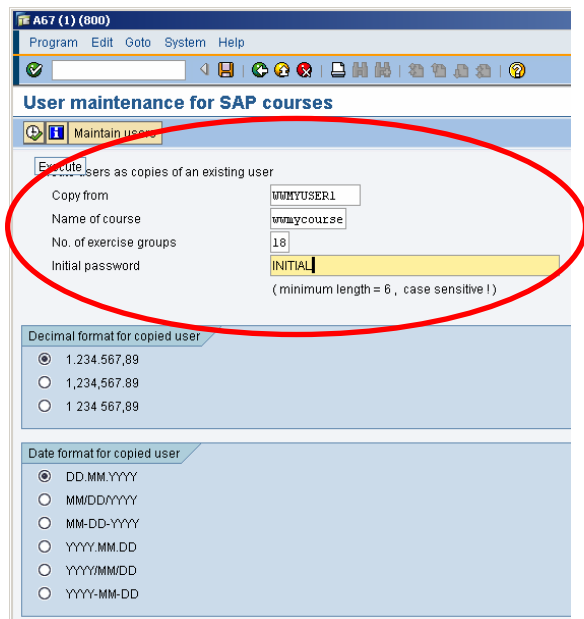 A67 (1) (800)
Program Edit Goto System Help
User maintenance for SAP courses
Maintain users
Execute
users as copies of an existing user
Copy from WWMYUSER1
Name of course wwmycourse
No. of exercise groups 18
Initial password INITIAL
( minimum length = 6 , case sensitive ! )
Decimal format for copied user
1.234.567,89
1,234,567.89
1 234 567,89
Date format for copied user
DD.MM.YYYY
MM/DD/YYYY
MM-DD-YYYY
YYYY.MM.DD
YYYY/MM/DD
YYYY-MM-DD